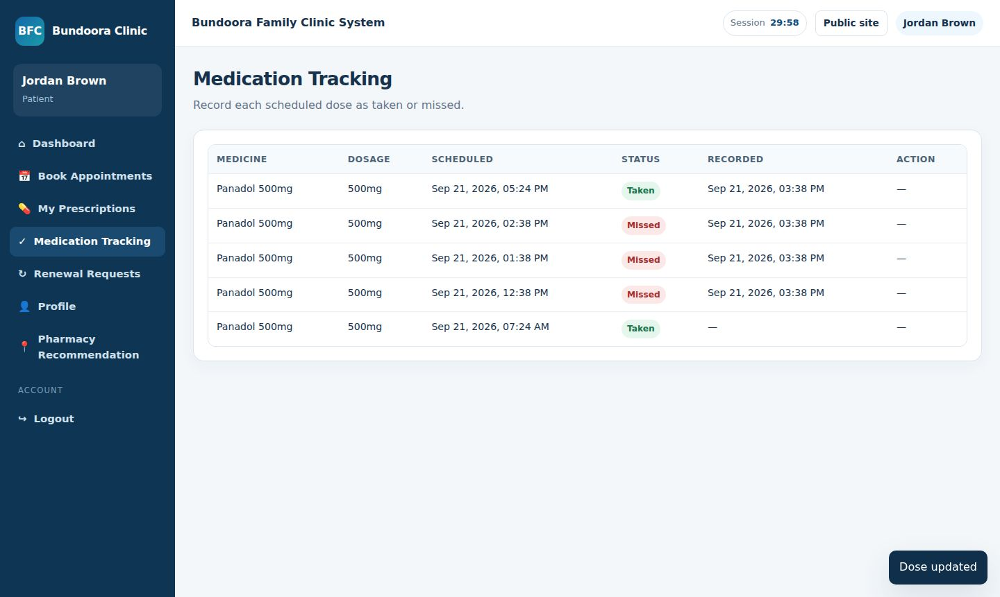 BFC Bundoora Clinic
Jordan Brown
Patient
⌂ Dashboard
📅 Book Appointments
💊 My Prescriptions
✓ Medication Tracking
↻ Renewal Requests
👤 Profile
📍 Pharmacy
Recommendation
ACCOUNT
↪ Logout
Bundoora Family Clinic System
Session 29:58
Public site
Jordan Brown
Medication Tracking
Record each scheduled dose as taken or missed.
MEDICINE DOSAGE SCHEDULED STATUS RECORDED ACTION
Panadol 500mg 500mg Sep 21, 2026, 05:24 PM Taken Sep 21, 2026, 03:38 PM —
Panadol 500mg 500mg Sep 21, 2026, 02:38 PM Missed Sep 21, 2026, 03:38 PM —
Panadol 500mg 500mg Sep 21, 2026, 01:38 PM Missed Sep 21, 2026, 03:38 PM —
Panadol 500mg 500mg Sep 21, 2026, 12:38 PM Missed Sep 21, 2026, 03:38 PM —
Panadol 500mg 500mg Sep 21, 2026, 07:24 AM Taken — —
Dose updated